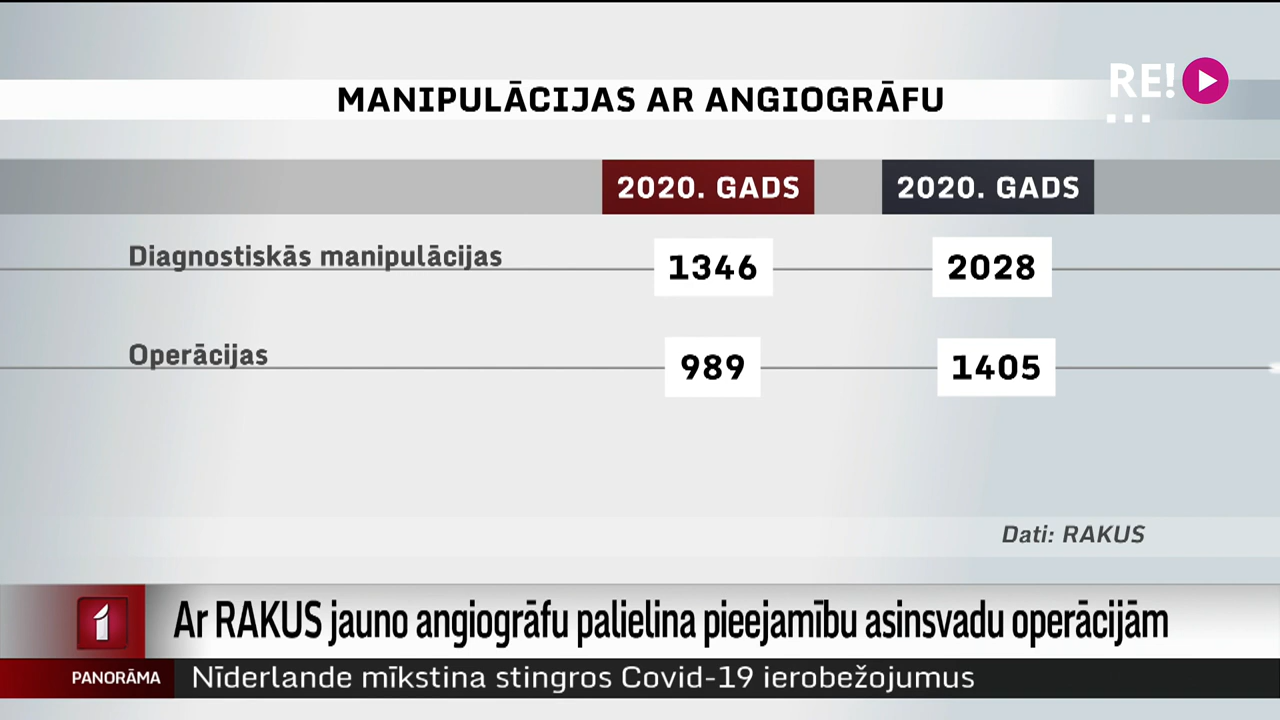 RE!
MANIPULĀCIJAS AR ANGIOGRĀFU
2020. GADS 2020. GADS
Diagnostiskās manipulācijas 1346 2028
Operācijas 989 1405
Dati: RAKUS
1 Ar RAKUS jauno angiogrāfu palielina pieejamību asinsvadu operācijām
PANORĀMA Nīderlande mīkstina stingros Covid-19 ierobežojumus